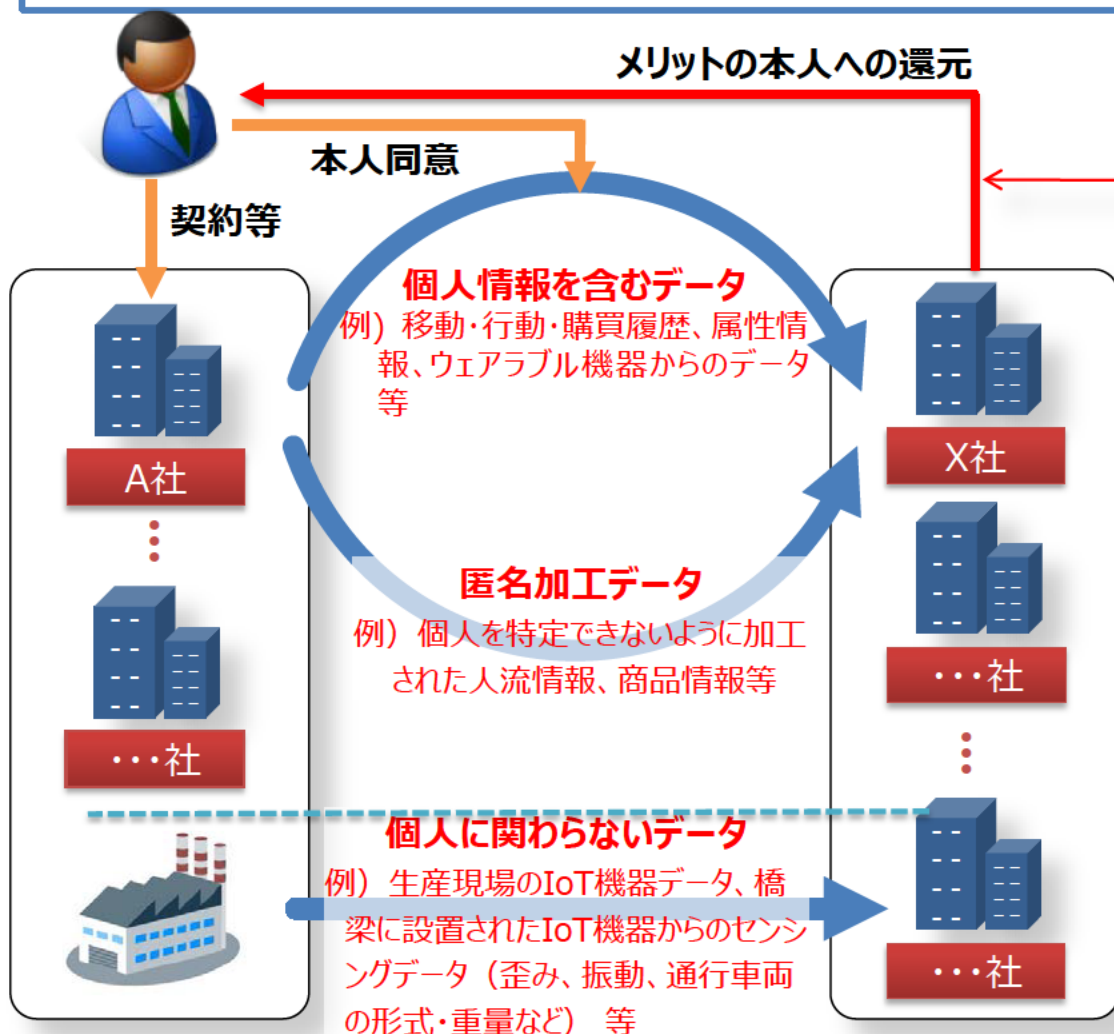 メリットの本人への還元
本人同意
契約等
個人情報を含むデータ
例) 移動・行動・購買履歴、属性情
報、ウェアラブル機器からのデータ
等
A社
X社
匿名加工データ
例) 個人を特定できないように加工
された人流情報、商品情報等
・・・社
・・・社
個人に関わらないデータ
例) 生産現場のIoT機器データ、橋
梁に設置されたIoT機器からのセンシ
ングデータ（歪み、振動、通行車両
の形式・重量など） 等
・・・社